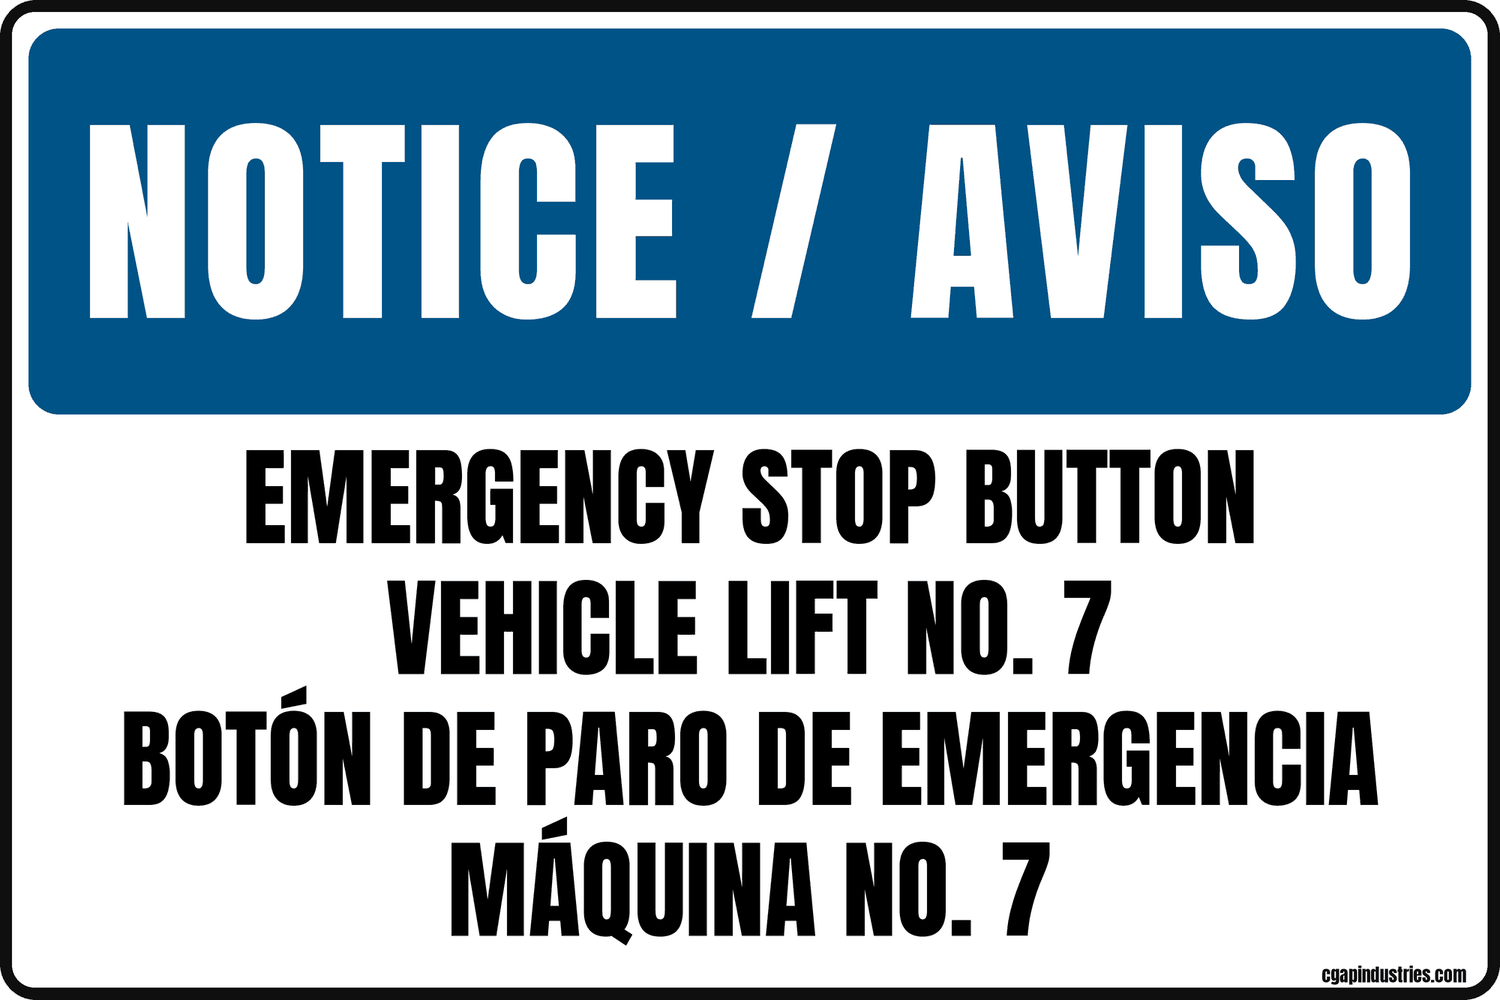 NOTICE / AVISO
EMERGENCY STOP BUTTON
VEHICLE LIFT NO. 7
BOTÓN DE PARO DE EMERGENCIA
MÁQUINA NO. 7
cgapindustries.com